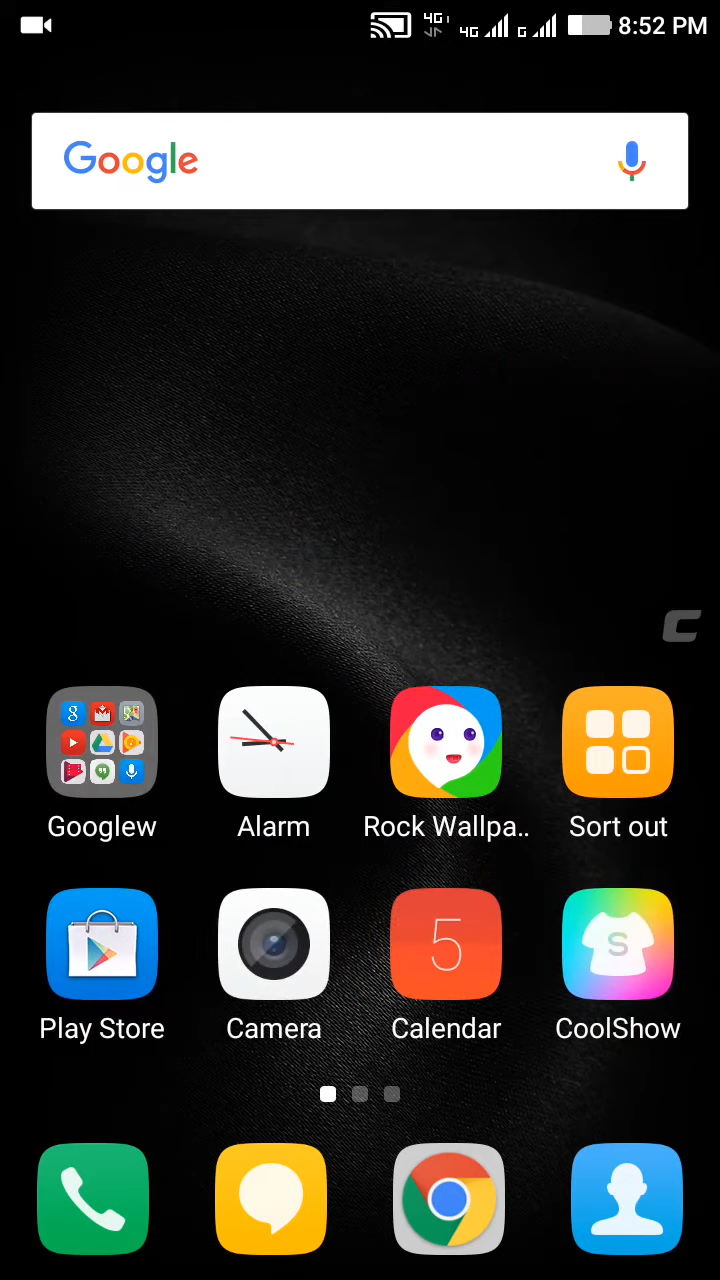 4G 4G G 8:52 PM
Google
Googlew Alarm Rock Wallpa.. Sort out
5 S
Play Store Camera Calendar CoolShow